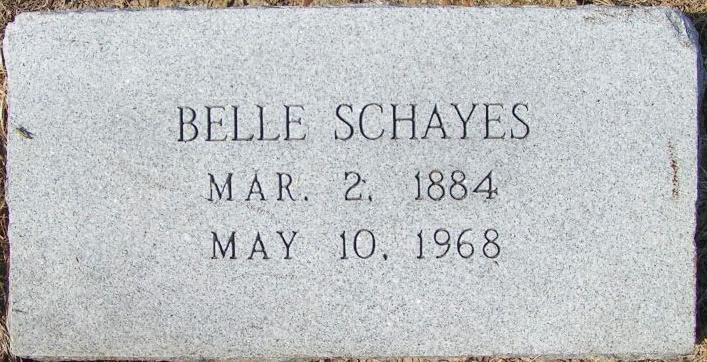 BELLE SCHAYES
MAR. 2, 1884
MAY 10, 1968